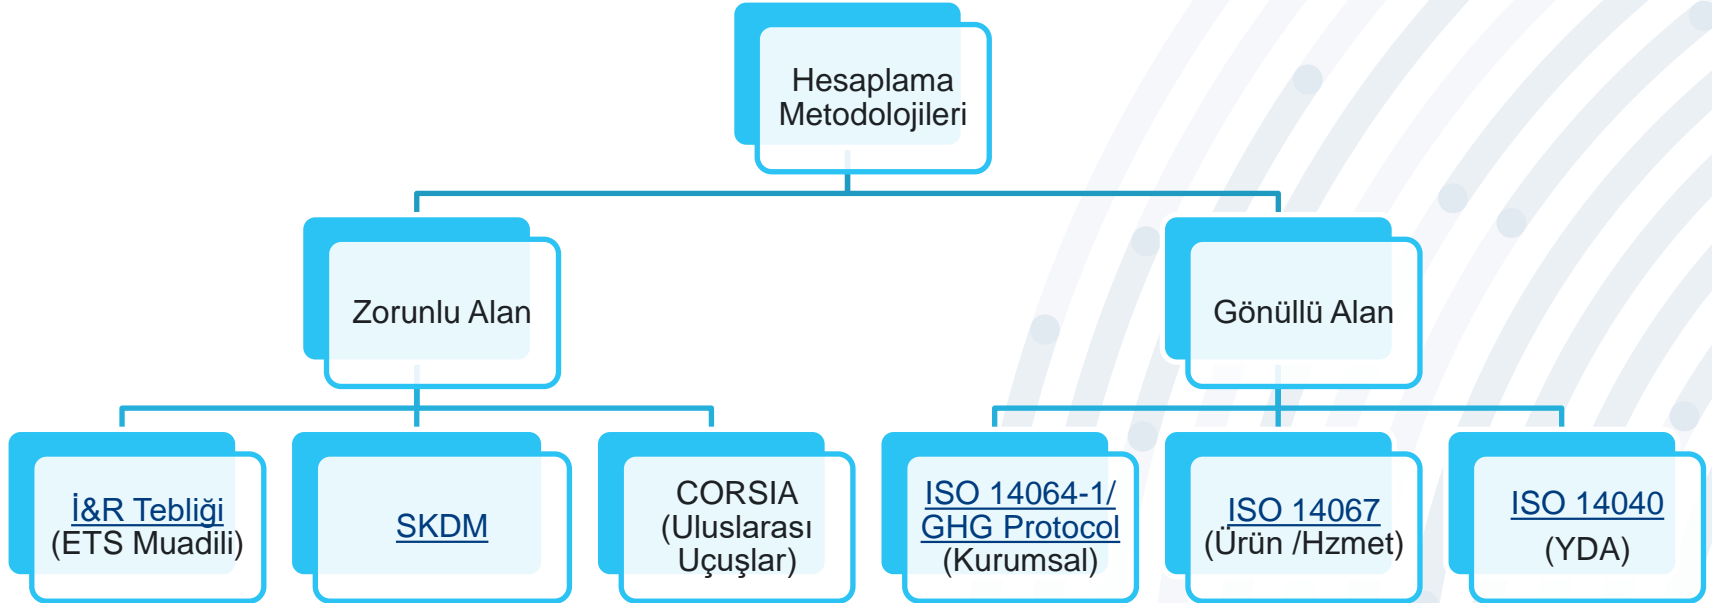 Hesaplama
Metodolojileri
Zorunlu Alan
Gönüllü Alan
İ&R Tebliği
(ETS Muadili)
SKDM
CORSIA
(Uluslarası
Uçuşlar)
ISO 14064-1/
GHG Protocol
(Kurumsal)
ISO 14067
(Ürün /Hzmet)
ISO 14040
(YDA)